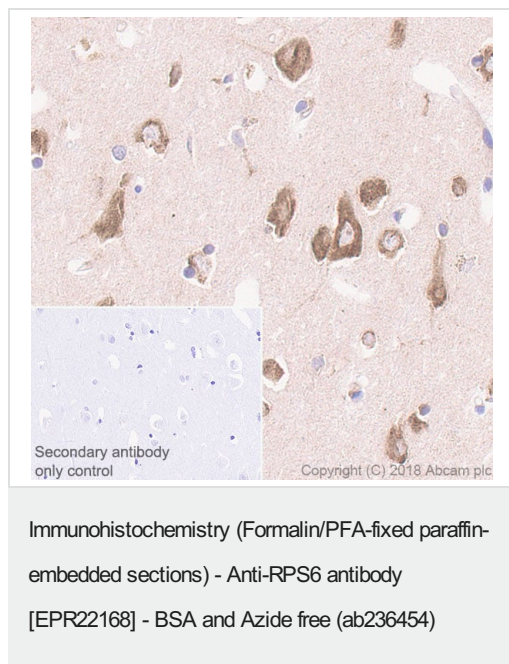 Secondary antibody
only control
Copyright (C) 2018 Abcam plc
Immunohistochemistry (Formalin/PFA-fixed paraffin-
embedded sections) - Anti-RPS6 antibody
[EPR22168] - BSA and Azide free (ab236454)